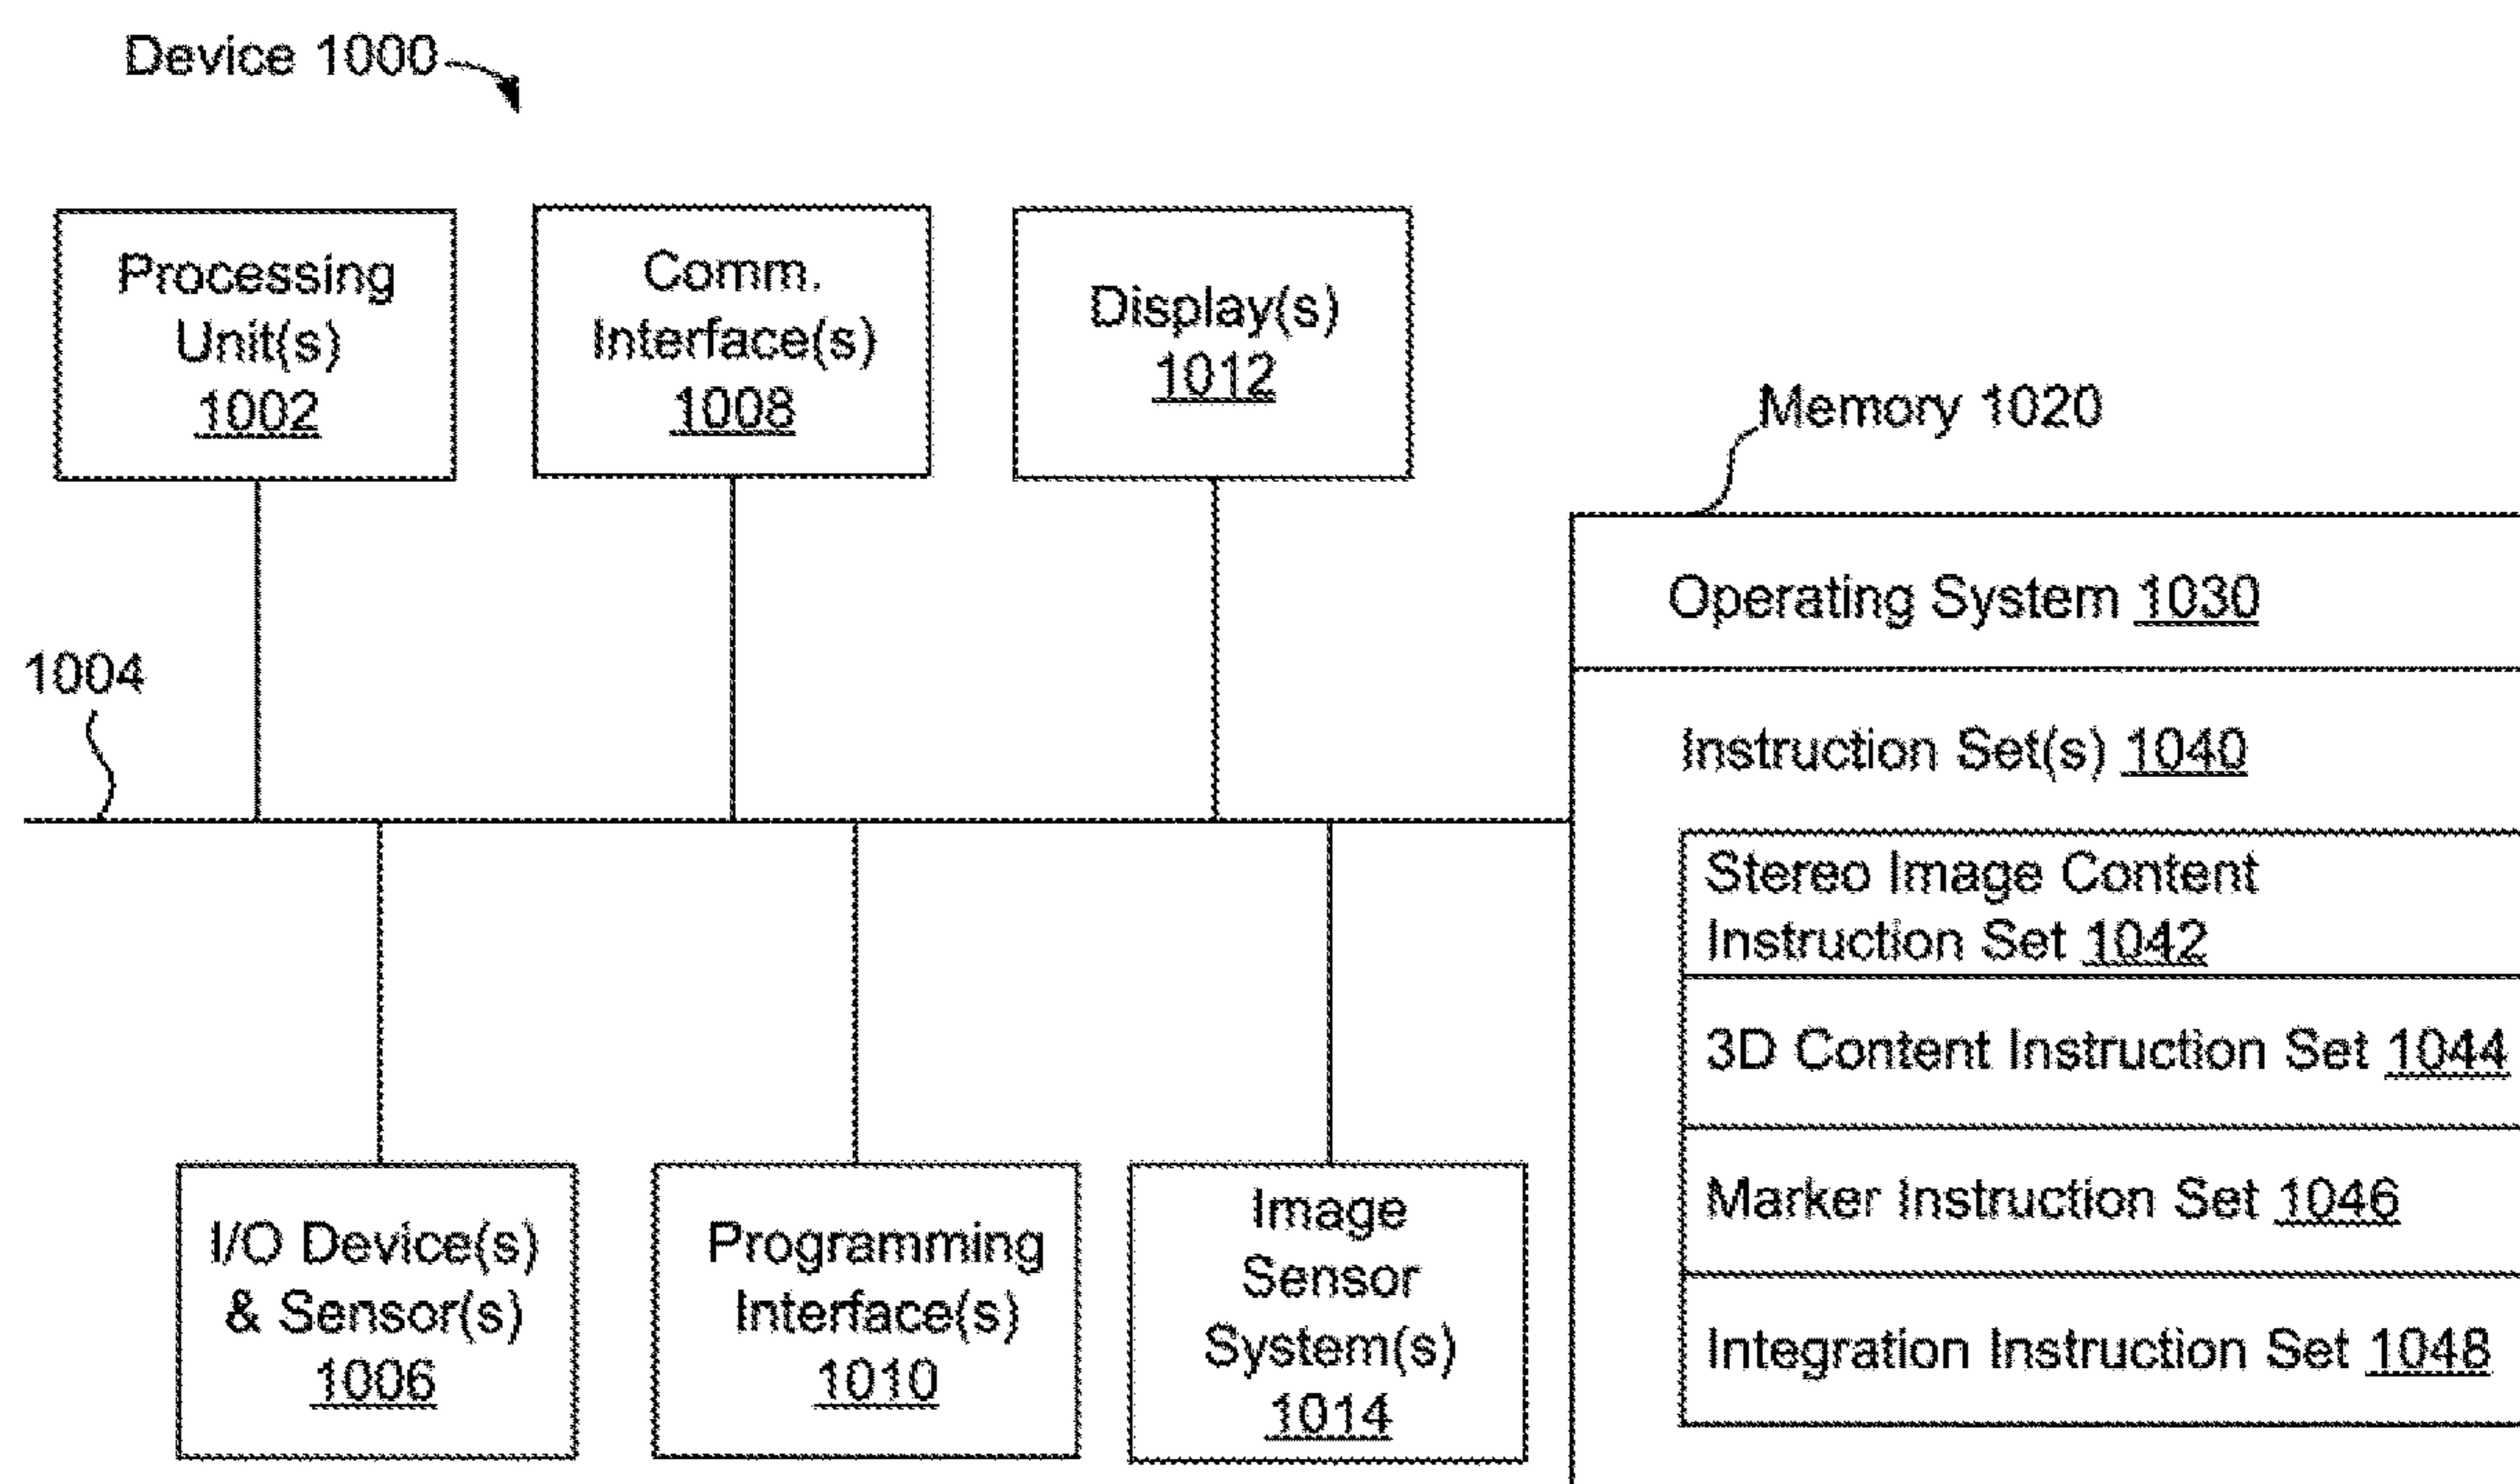 Device 1000
Processing
Unit(s)
1002
Comm.
Interface(s)
1008
Display(s)
1012
Memory 1020
Operating System 1030
1004
Instruction Set(s) 1040
Stereo Image Content
Instruction Set 1042
3D Content Instruction Set 1044
Marker Instruction Set 1046
Integration Instruction Set 1048
I/O Device(s)
& Sensor(s)
1006
Programming
Interface(s)
1010
Image
Sensor
System(s)
1014